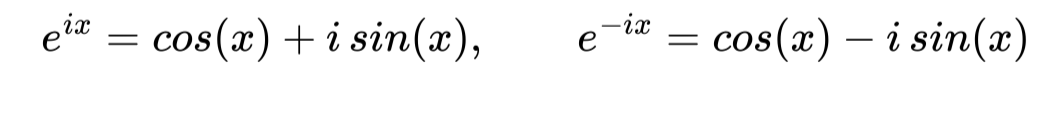 e^{ix} = cos(x) + i sin(x),    e^{-ix} = cos(x) − i sin(x)